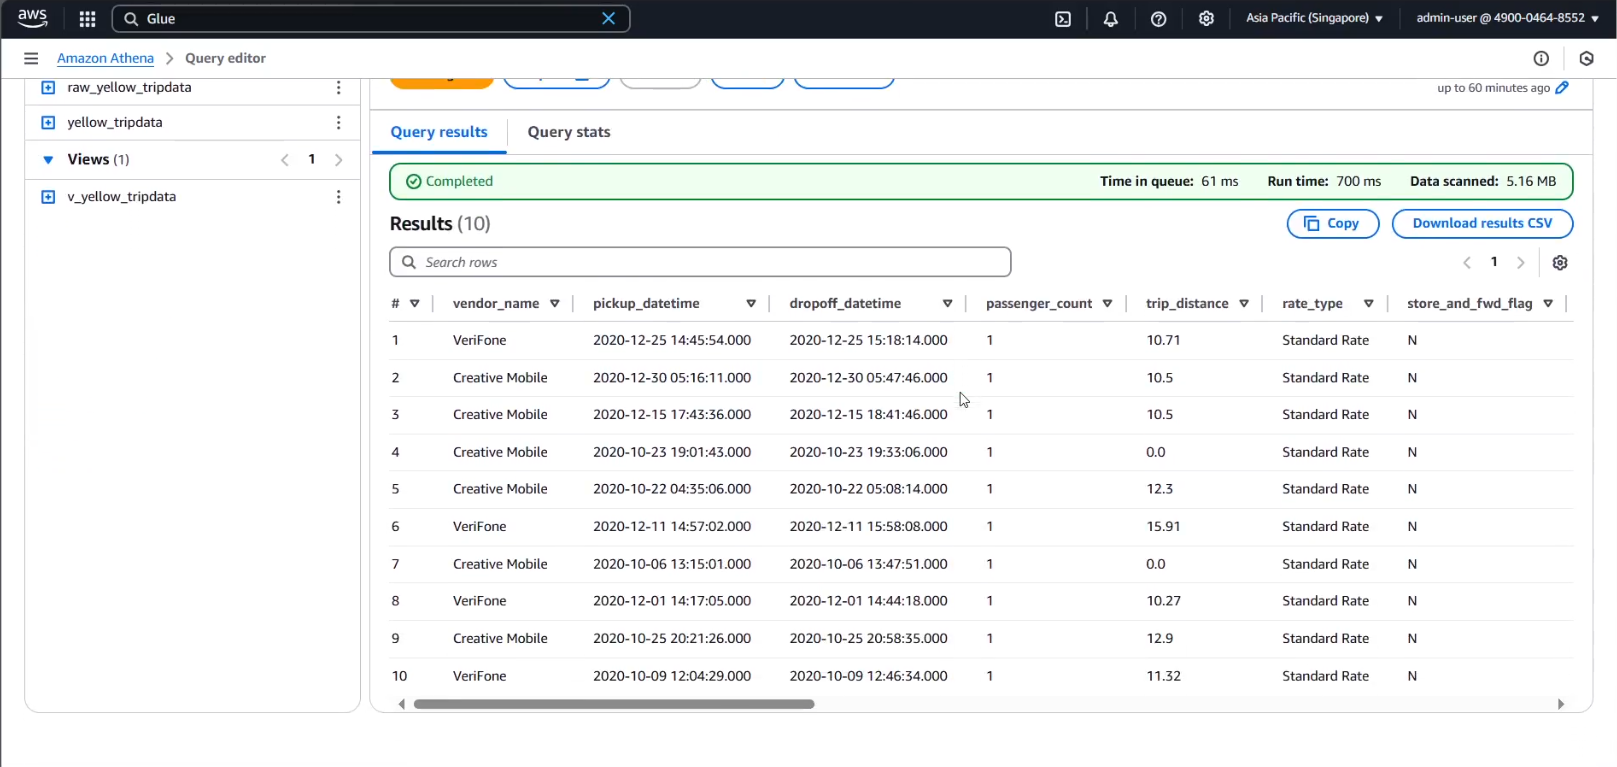 aws Glue Asia Pacific (Singapore) ▼ admin-user @ 4900-0464-8552 ▼
Amazon Athena > Query editor
raw_yellow_tripdata
yellow_tripdata
Views (1) < 1 >
v_yellow_tripdata
up to 60 minutes ago
Query results Query stats
Completed Time in queue: 61 ms Run time: 700 ms Data scanned: 5.16 MB
Results (10) Copy Download results CSV
Search rows < 1 >
# vendor_name pickup_datetime dropoff_datetime passenger_count trip_distance rate_type store_and_fwd_flag
1 VeriFone 2020-12-25 14:45:54.000 2020-12-25 15:18:14.000 1 10.71 Standard Rate N
2 Creative Mobile 2020-12-30 05:16:11.000 2020-12-30 05:47:46.000 1 10.5 Standard Rate N
3 Creative Mobile 2020-12-15 17:43:36.000 2020-12-15 18:41:46.000 1 10.5 Standard Rate N
4 Creative Mobile 2020-10-23 19:01:43.000 2020-10-23 19:33:06.000 1 0.0 Standard Rate N
5 Creative Mobile 2020-10-22 04:35:06.000 2020-10-22 05:08:14.000 1 12.3 Standard Rate N
6 VeriFone 2020-12-11 14:57:02.000 2020-12-11 15:58:08.000 1 15.91 Standard Rate N
7 Creative Mobile 2020-10-06 13:15:01.000 2020-10-06 13:47:51.000 1 0.0 Standard Rate N
8 VeriFone 2020-12-01 14:17:05.000 2020-12-01 14:44:18.000 1 10.27 Standard Rate N
9 Creative Mobile 2020-10-25 20:21:26.000 2020-10-25 20:58:35.000 1 12.9 Standard Rate N
10 VeriFone 2020-10-09 12:04:29.000 2020-10-09 12:46:34.000 1 11.32 Standard Rate N